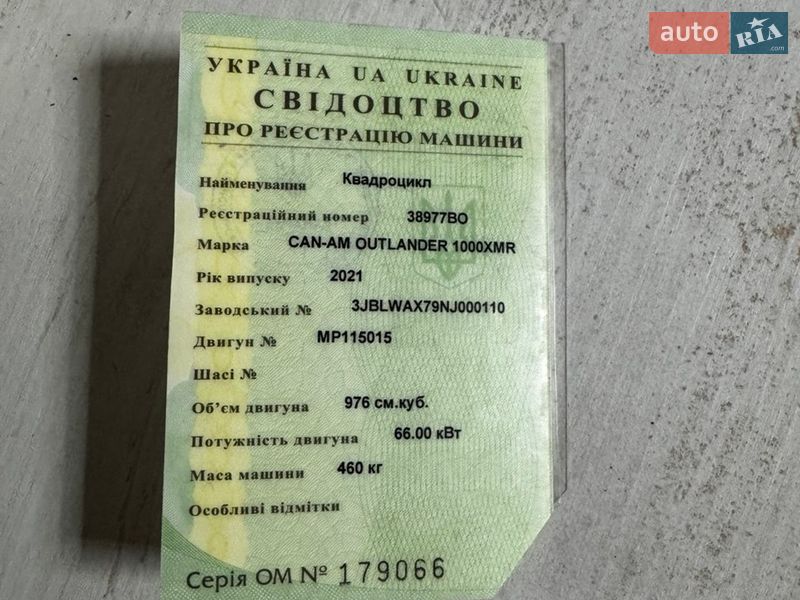 auto RIA .com
УКРАЇНА UA UKRAINE
СВІДОЦТВО
ПРО РЕЄСТРАЦІЮ МАШИНИ
Найменування Квадроцикл
Реєстраційний номер 38977ВО
Марка CAN-AM OUTLANDER 1000XMR
Рік випуску 2021
Заводський № 3JBLWAX79NJ000110
Двигун № MP115015
Шасі №
Об’єм двигуна 976 см.куб.
Потужність двигуна 66.00 кВт
Маса машини 460 кг
Особливі відмітки
Серія ОМ № 179066